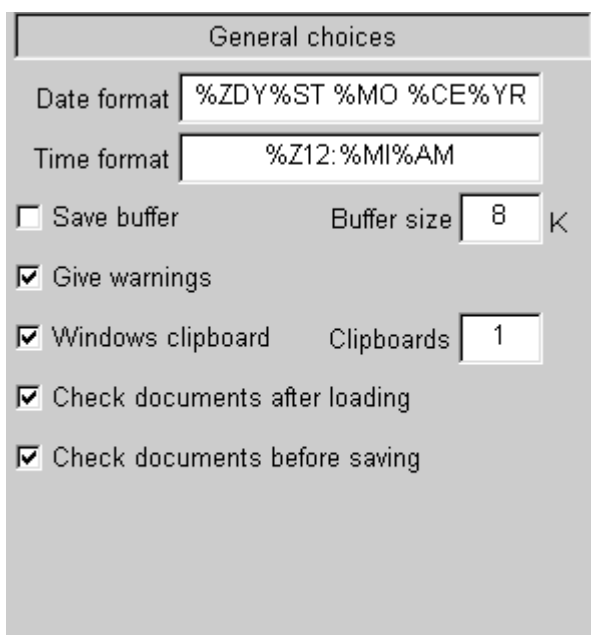 General choices
Date format %ZDY%ST %MO %CE%YR
Time format %Z12:%MI%AM
Save buffer Buffer size 8 K
Give warnings
Windows clipboard Clipboards 1
Check documents after loading
Check documents before saving